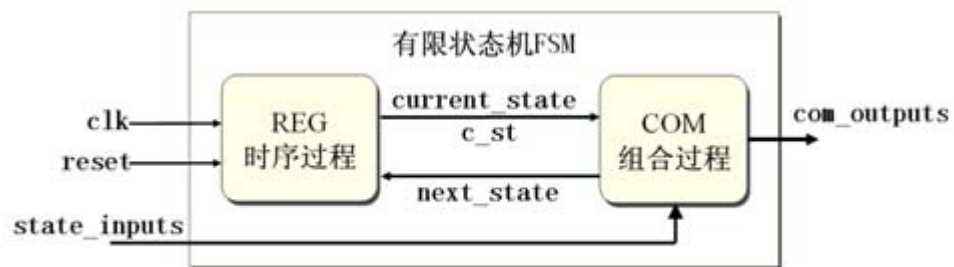 有限状态机FSM
clk
reset
state_inputs
REG
时序过程
current_state
c_st
next_state
COM
组合过程
com_outputs